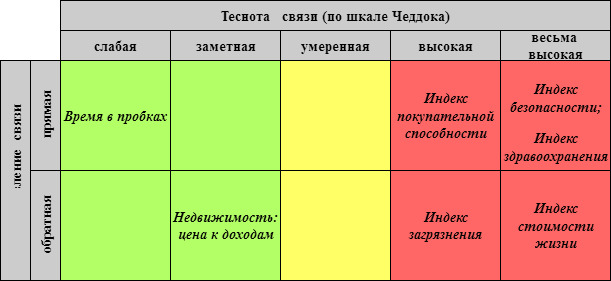 Теснота связи (по шкале Чеддока)
слабая
заметная
умеренная
высокая
весьма
высокая
ление связи
прямая
Время в пробках
Индекс
покупательной
способности
Индекс
безопасности;
Индекс
здравоохранения
обратная
Недвижимость:
цена к доходам
Индекс
загрязнения
Индекс
стоимости
жизни